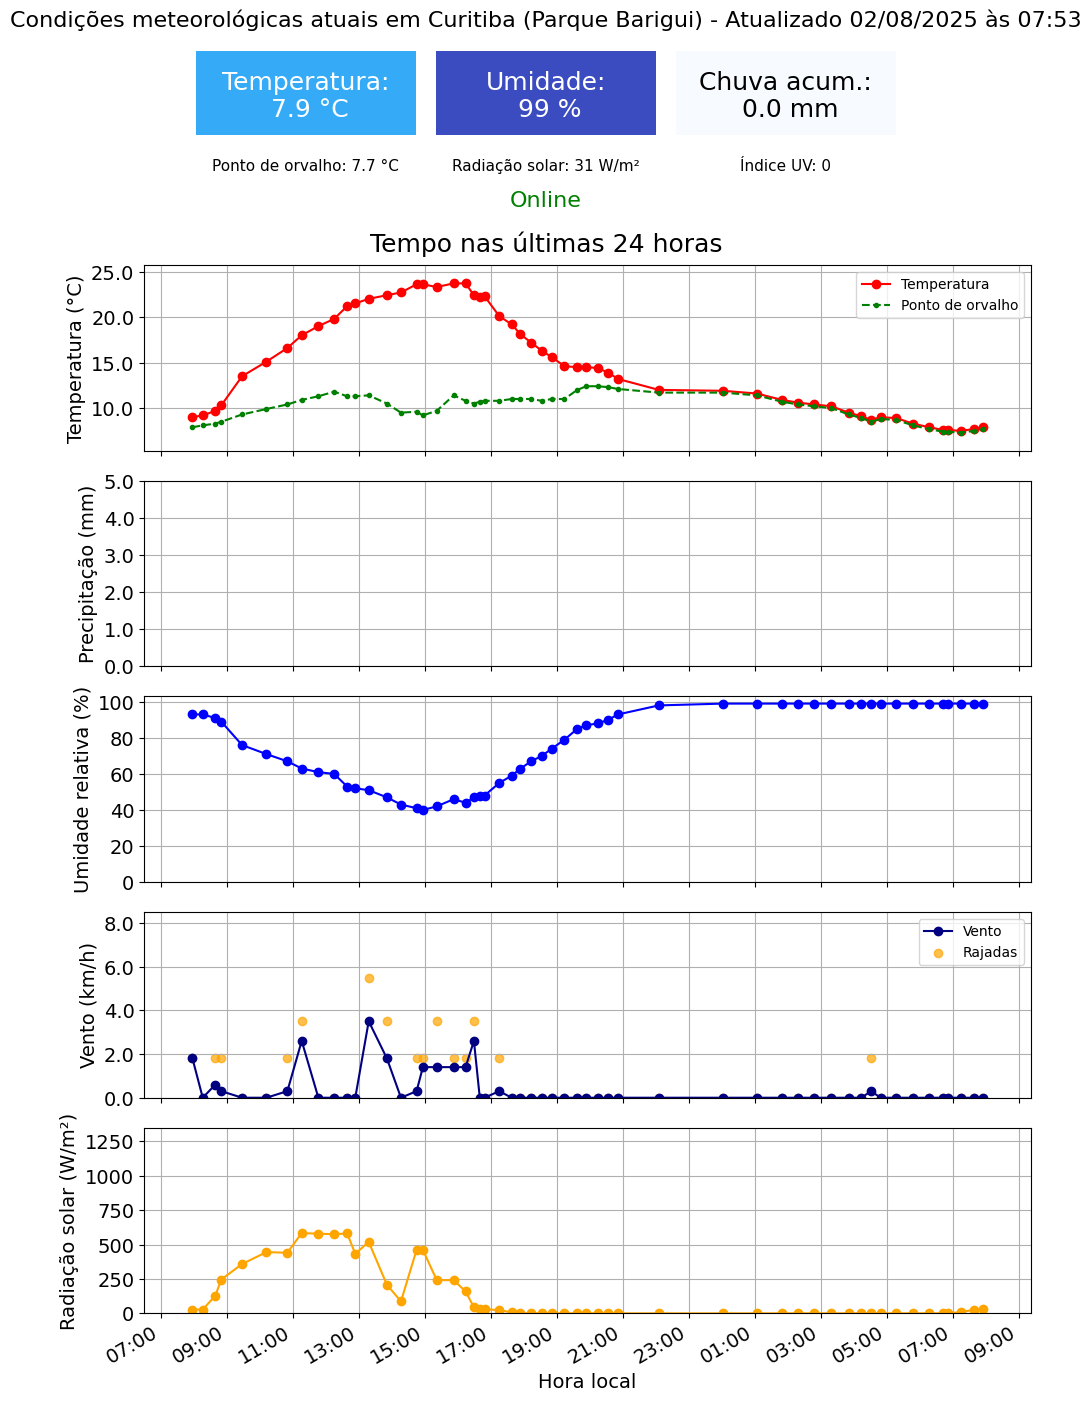 Condições meteorológicas atuais em Curitiba (Parque Barigui) - Atualizado 02/08/2025 às 07:53
Temperatura:
7.9 °C
Umidade:
99 %
Chuva acum.:
0.0 mm
Ponto de orvalho: 7.7 °C
Radiação solar: 31 W/m²
Índice UV: 0
Online
Tempo nas últimas 24 horas
Temperatura (°C)
25.0
20.0
15.0
10.0
Temperatura
Ponto de orvalho
Precipitação (mm)
5.0
4.0
3.0
2.0
1.0
0.0
Umidade relativa (%)
100
80
60
40
20
0
Vento (km/h)
8.0
6.0
4.0
2.0
0.0
Vento
Rajadas
Radiação solar (W/m²)
1250
1000
750
500
250
0
07:00
09:00
11:00
13:00
15:00
17:00
19:00
21:00
23:00
01:00
03:00
05:00
07:00
09:00
Hora local